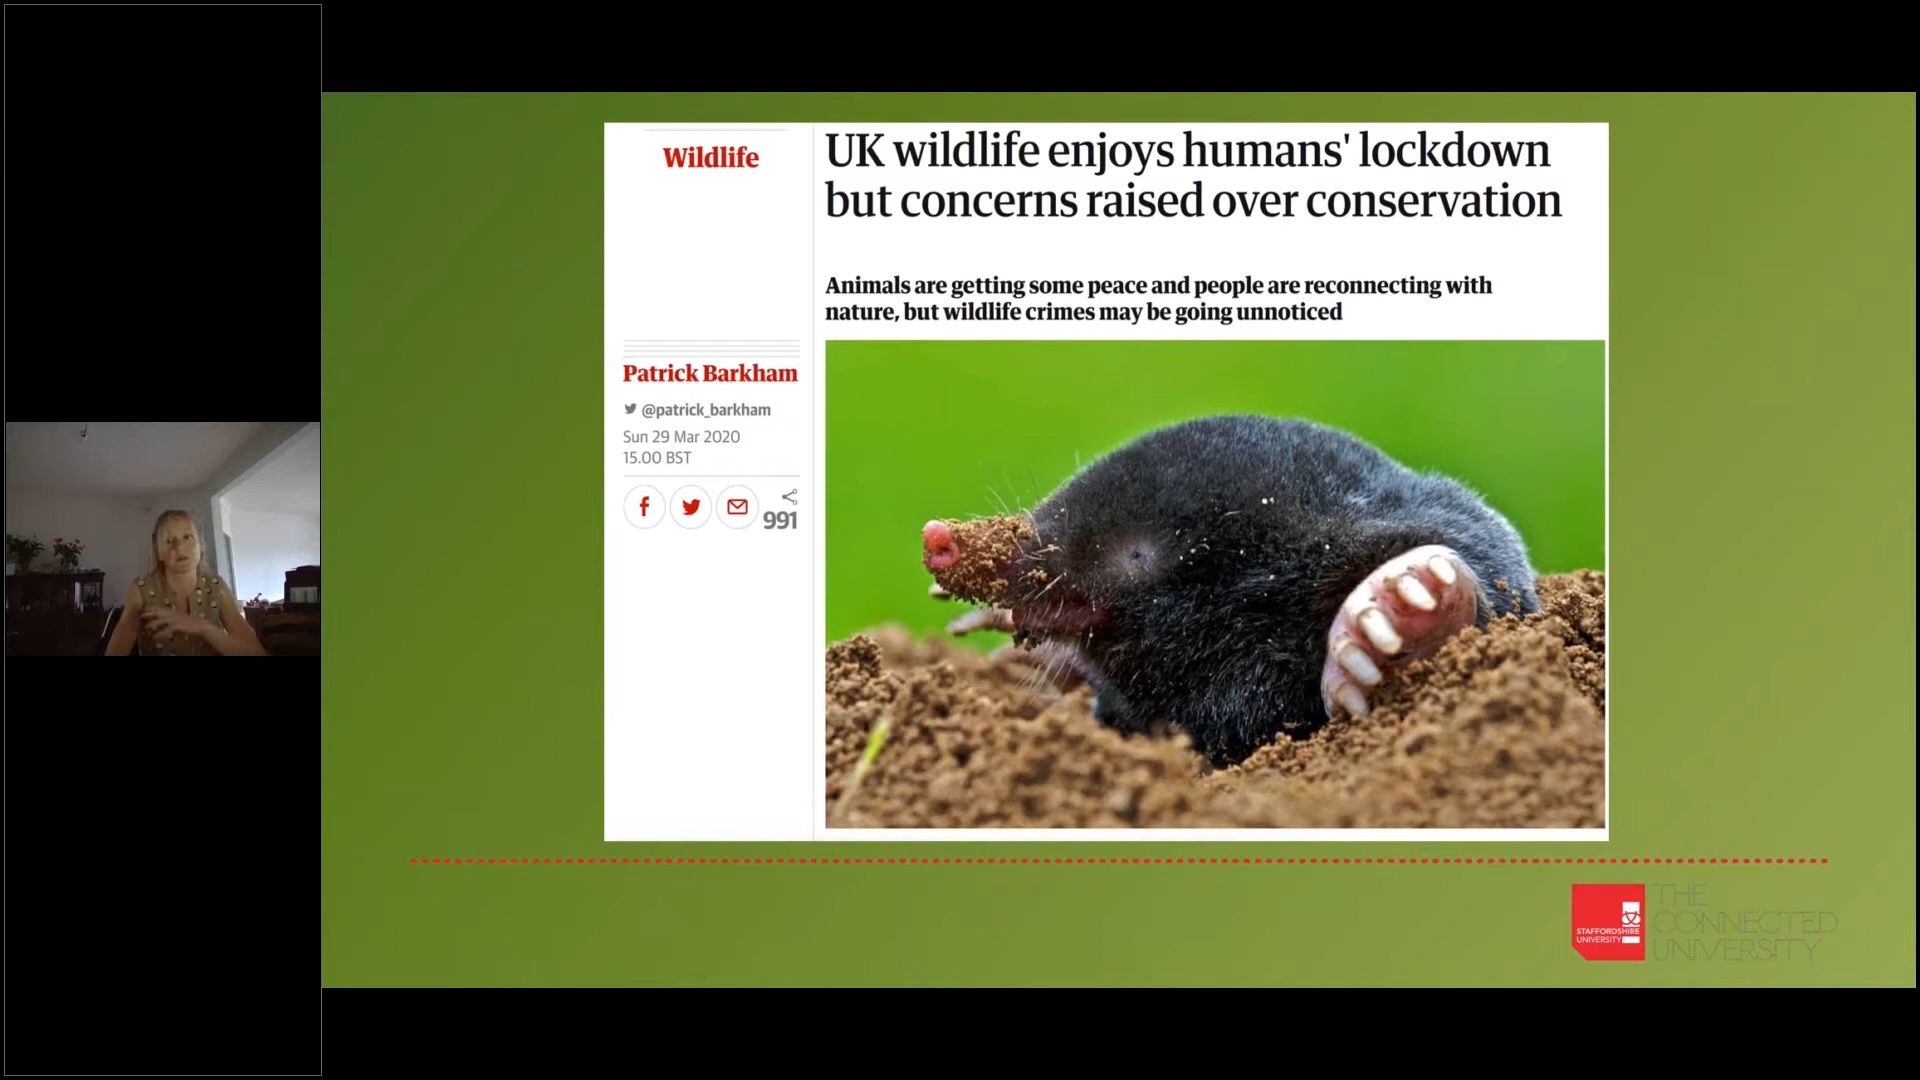 Wildlife
UK wildlife enjoys humans' lockdown
but concerns raised over conservation
Animals are getting some peace and people are reconnecting with
nature, but wildlife crimes may be going unnoticed
Patrick Barkham
@patrick_barkham
Sun 29 Mar 2020
15.00 BST
991
STAFFORDSHIRE
UNIVERSITY
THE
CONNECTED
UNIVERSITY